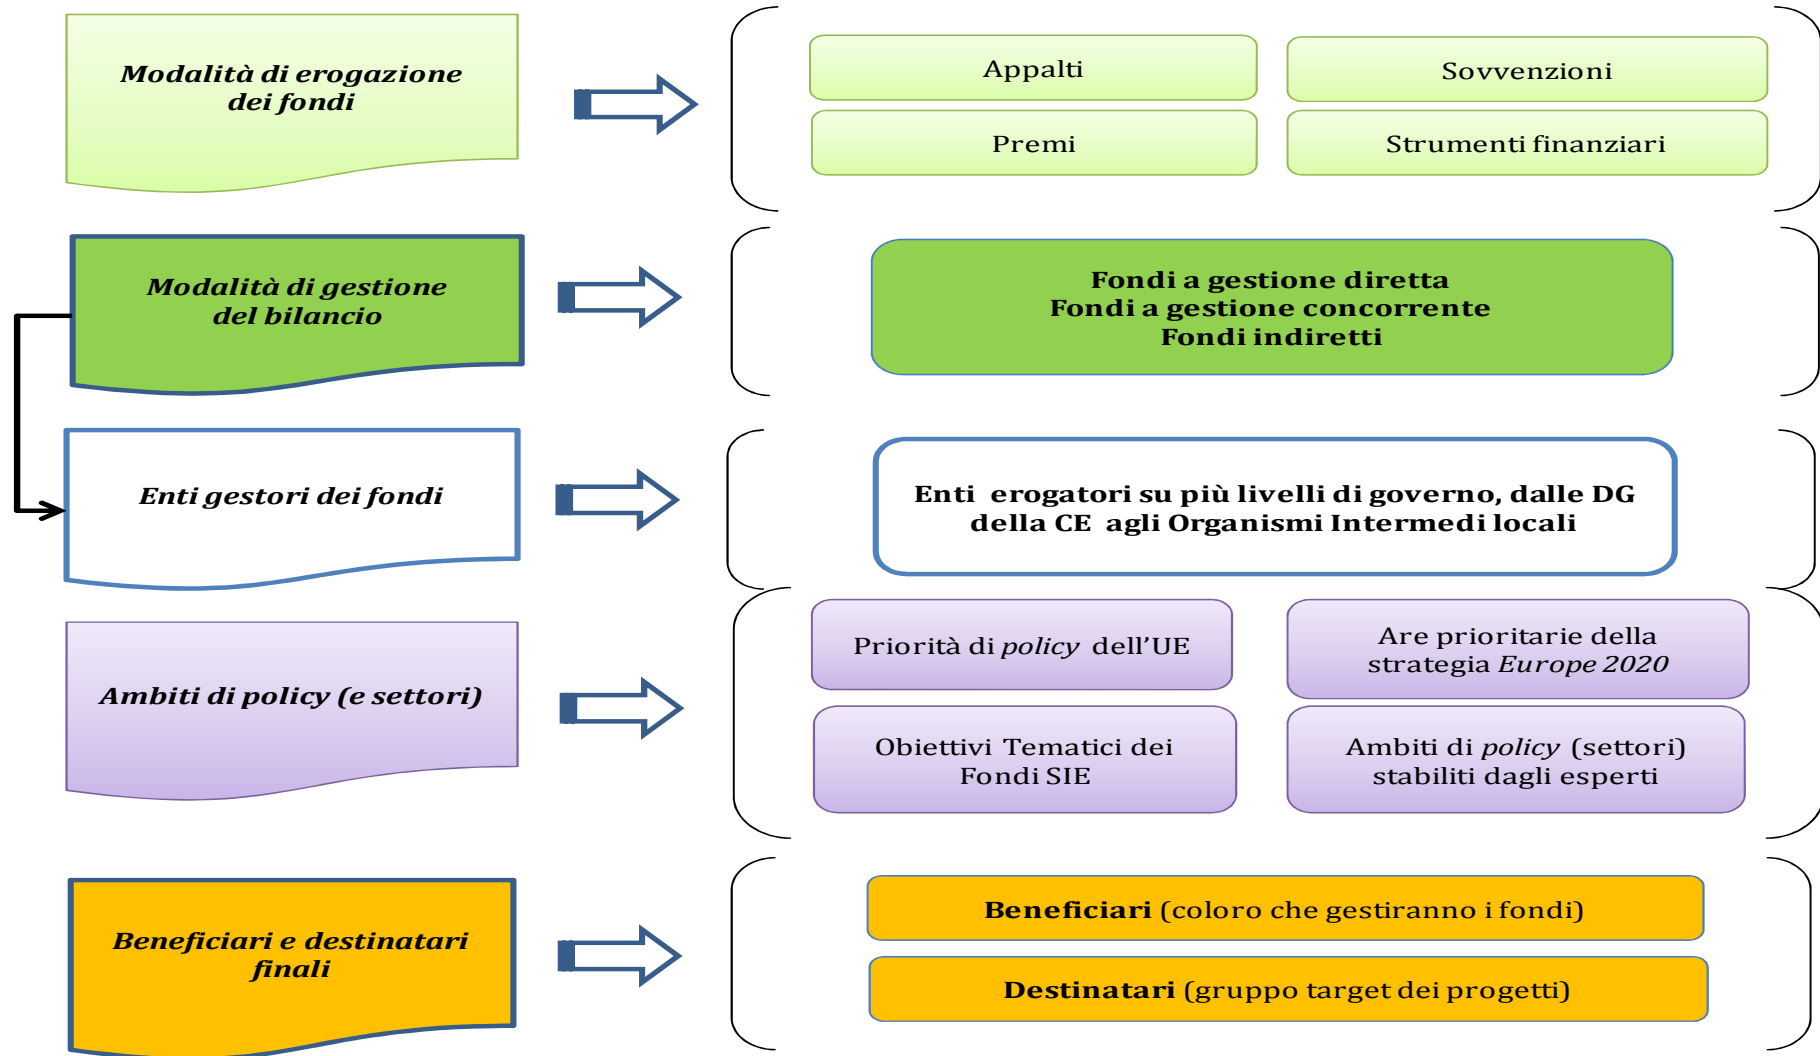 Modalità di erogazione
dei fondi
Appalti
Sovvenzioni
Premi
Strumenti finanziari
Modalità di gestione
del bilancio
Fondi a gestione diretta
Fondi a gestione concorrente
Fondi indiretti
Enti gestori dei fondi
Enti erogatori su più livelli di governo, dalle DG
della CE agli Organismi Intermedi locali
Ambiti di policy (e settori)
Priorità di policy dell’UE
Are prioritarie della
strategia Europe 2020
Obiettivi Tematici dei
Fondi SIE
Ambiti di policy (settori)
stabiliti dagli esperti
Beneficiari e destinatari
finali
Beneficiari (coloro che gestiranno i fondi)
Destinatari (gruppo target dei progetti)